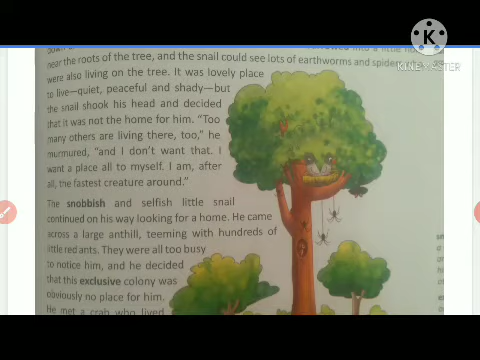 near the roots of the tree, and the snail could see lots of earthworms and spiders
were also living on the tree. It was lovely place
to live—quiet, peaceful and shady—but
the snail shook his head and decided
that it was not the home for him. "Too
many others are living there, too," he
murmured, "and I don't want that. I
want a place all to myself. I am, after
all, the fastest creature around."
The snobbish and selfish little snail
continued on his way looking for a home. He came
across a large anthill, teeming with hundreds of
little red ants. They were all too busy
to notice him, and he decided
that this exclusive colony was
obviously no place for him.
He met a crab who lived
KINEMASTER